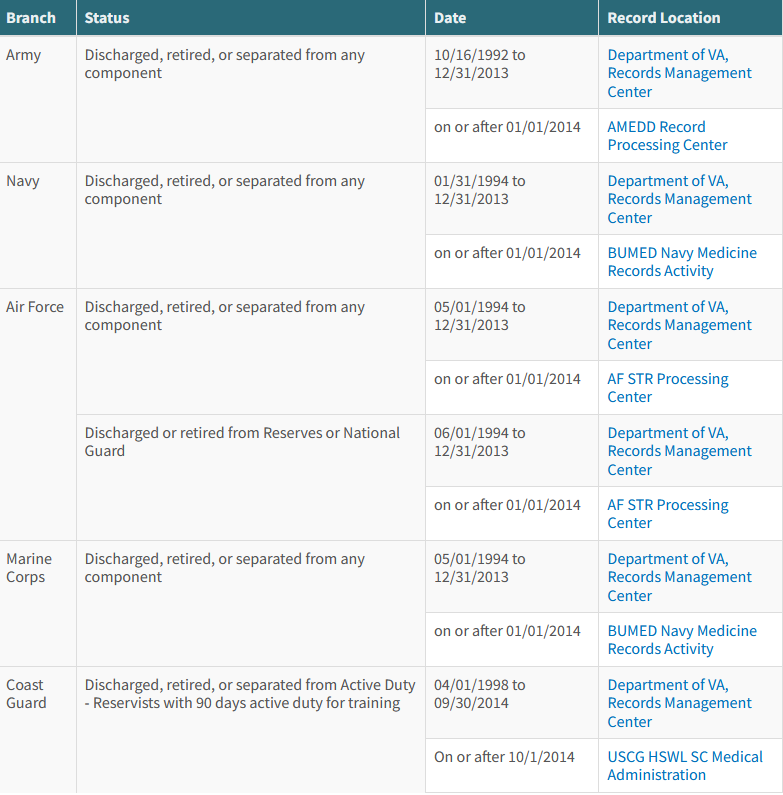 Branch Status Date Record Location
Army Discharged, retired, or separated from any 10/16/1992 to Department of VA,
component 12/31/2013 Records Management
Center
on or after 01/01/2014 AMEDD Record
Processing Center
Navy Discharged, retired, or separated from any 01/31/1994 to Department of VA,
component 12/31/2013 Records Management
Center
on or after 01/01/2014 BUMED Navy Medicine
Records Activity
Air Force Discharged, retired, or separated from any 05/01/1994 to Department of VA,
component 12/31/2013 Records Management
Center
on or after 01/01/2014 AF STR Processing
Center
Discharged or retired from Reserves or National 06/01/1994 to Department of VA,
Guard 12/31/2013 Records Management
Center
on or after 01/01/2014 AF STR Processing
Center
Marine Discharged, retired, or separated from any 05/01/1994 to Department of VA,
Corps component 12/31/2013 Records Management
Center
on or after 01/01/2014 BUMED Navy Medicine
Records Activity
Coast Discharged, retired, or separated from Active Duty 04/01/1998 to Department of VA,
Guard - Reservists with 90 days active duty for training 09/30/2014 Records Management
Center
On or after 10/1/2014 USCG HSWL SC Medical
Administration